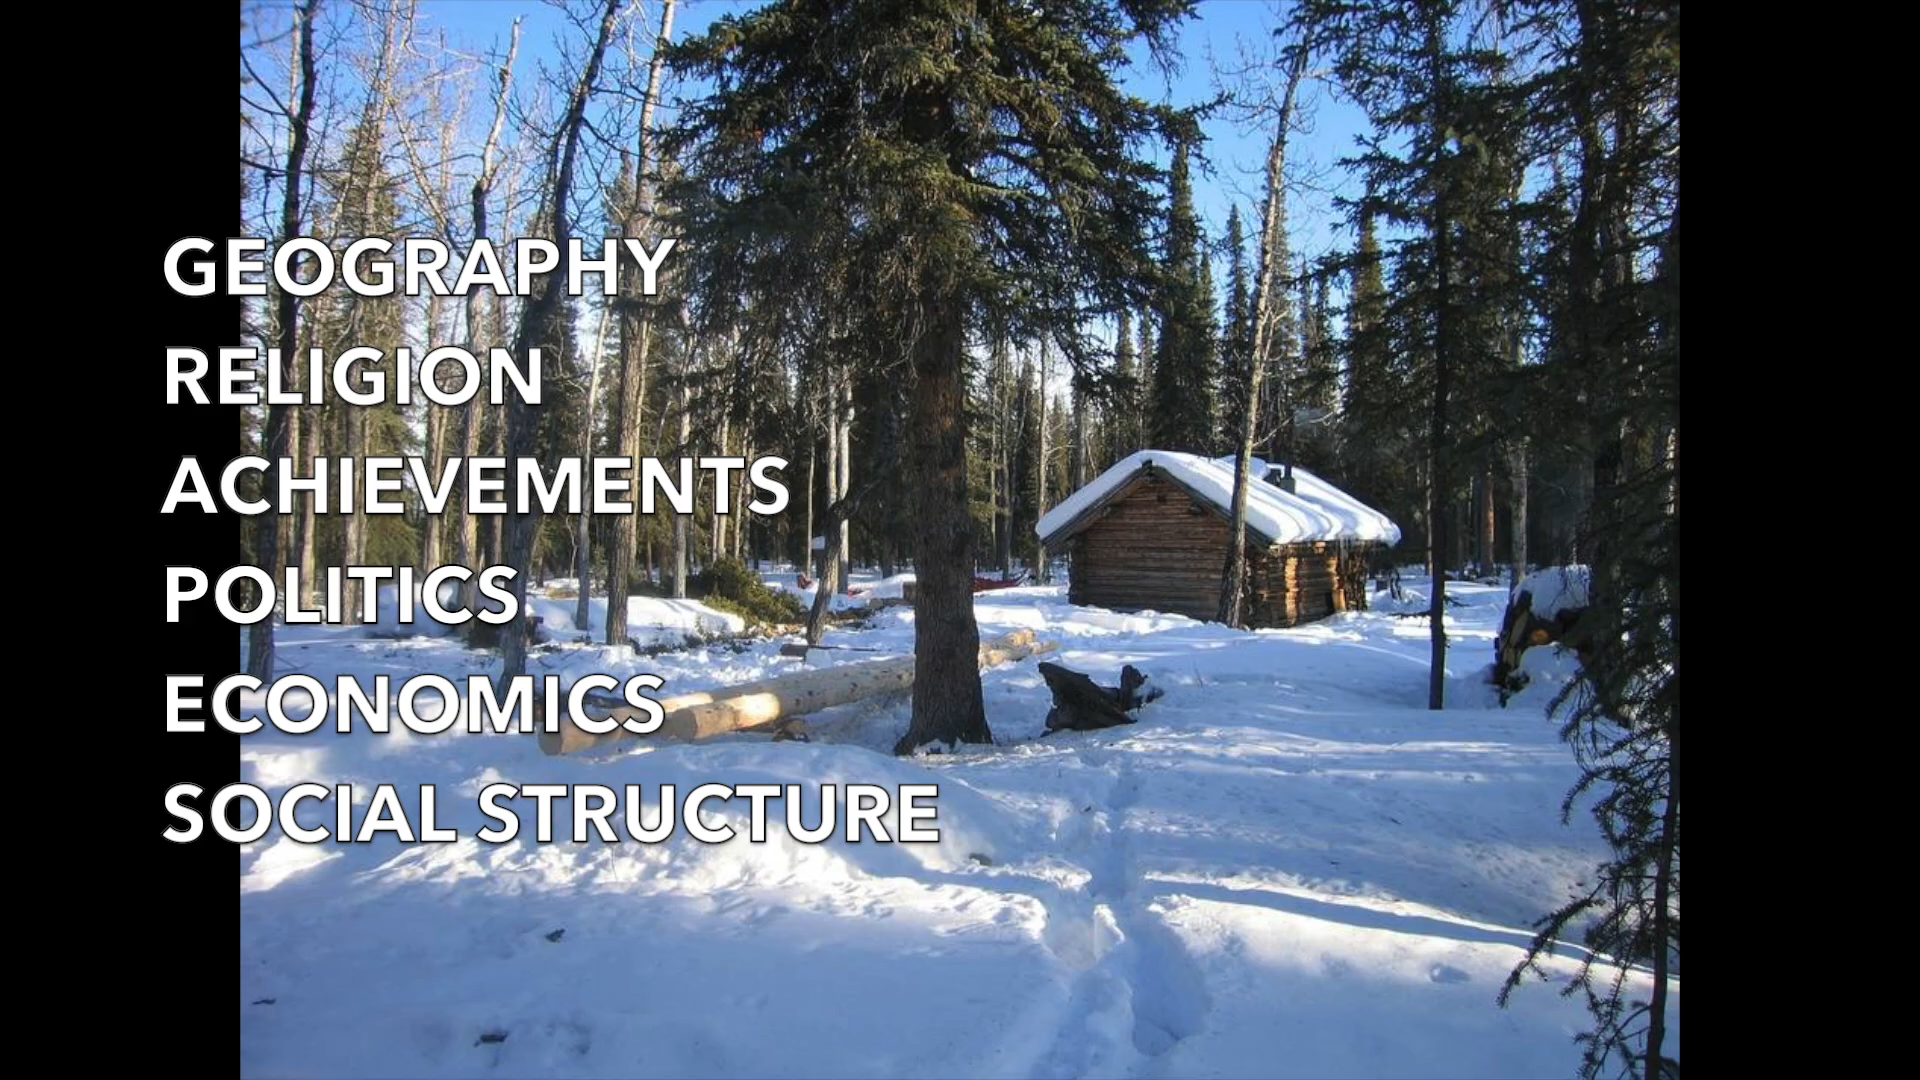 GEOGRAPHY
RELIGION
ACHIEVEMENTS
POLITICS
ECONOMICS
SOCIAL STRUCTURE